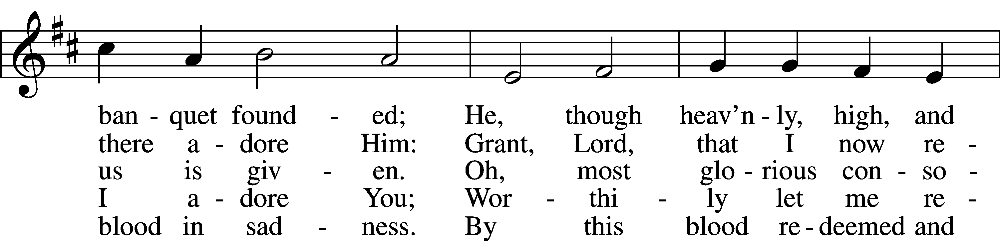 ban - quet found - ed; He, though heav’n - ly, high, and
there a - dore Him: Grant, Lord, that I now re -
us is giv - en. Oh, most glo - rious con - so -
I a - dore You; Wor - thi - ly let me re -
blood in sad - ness. By this blood re - deemed and